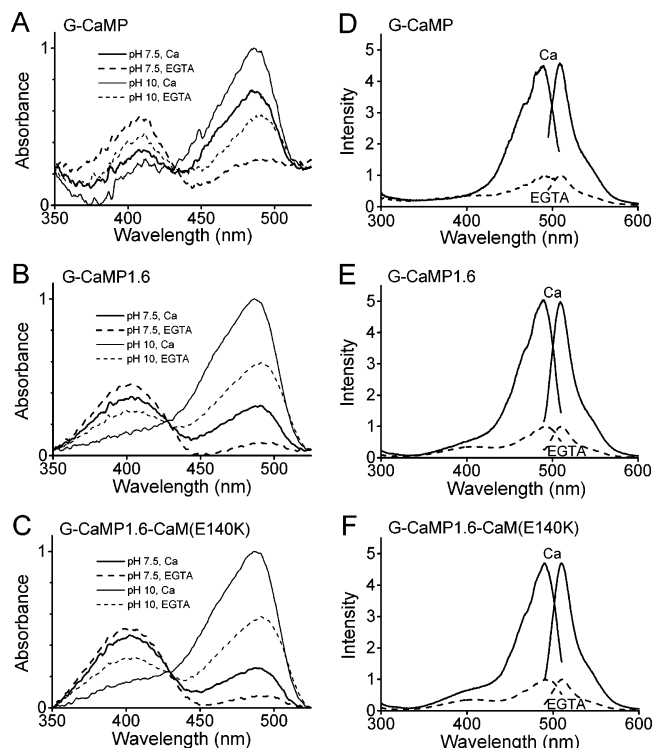 A G-CaMP
1
Absorbance
pH 7.5, Ca
pH 7.5, EGTA
pH 10, Ca
pH 10, EGTA
350 400 450 500
Wavelength (nm)
D G-CaMP
5
4
3
2
1
0
Intensity
Ca
EGTA
300 400 500 600
Wavelength (nm)
B G-CaMP1.6
1
Absorbance
pH 7.5, Ca
pH 7.5, EGTA
pH 10, Ca
pH 10, EGTA
350 400 450 500
Wavelength (nm)
E G-CaMP1.6
5
4
3
2
1
0
Intensity
Ca
EGTA
300 400 500 600
Wavelength (nm)
C G-CaMP1.6-CaM(E140K)
1
Absorbance
pH 7.5, Ca
pH 7.5, EGTA
pH 10, Ca
pH 10, EGTA
350 400 450 500
Wavelength (nm)
F G-CaMP1.6-CaM(E140K)
5
4
3
2
1
0
Intensity
Ca
EGTA
300 400 500 600
Wavelength (nm)